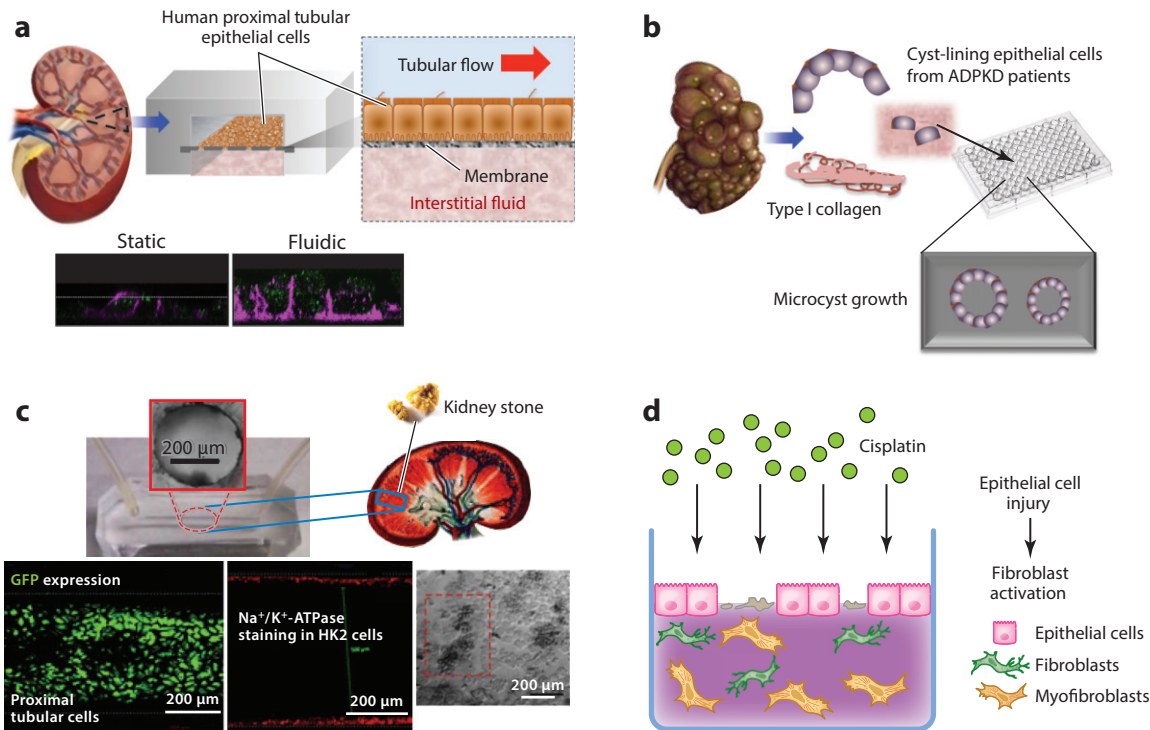 a
Human proximal tubular
epithelial cells
Tubular flow
Membrane
Interstitial fluid
Static
Fluidic
b
Cyst-lining epithelial cells
from ADPKD patients
Type I collagen
Microcyst growth
c
200 µm
Kidney stone
GFP expression
Proximal
tubular cells
200 µm
Na⁺/K⁺-ATPase
staining in HK2 cells
200 µm
200 µm
d
Cisplatin
Epithelial cell
injury
Fibroblast
activation
Epithelial cells
Fibroblasts
Myofibroblasts